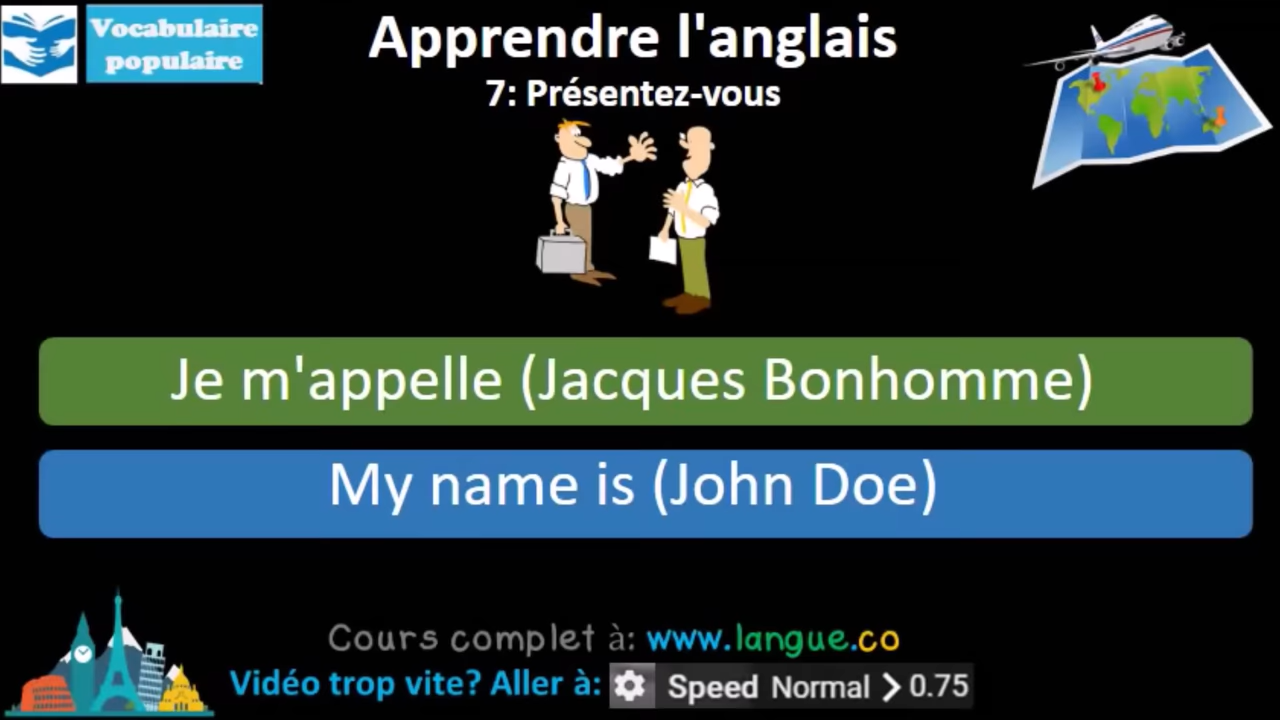 Vocabulaire
populaire
Apprendre l'anglais
7: Présentez-vous
Je m'appelle (Jacques Bonhomme)
My name is (John Doe)
Cours complet à: www.langue.co
Vidéo trop vite? Aller à: Speed Normal > 0.75